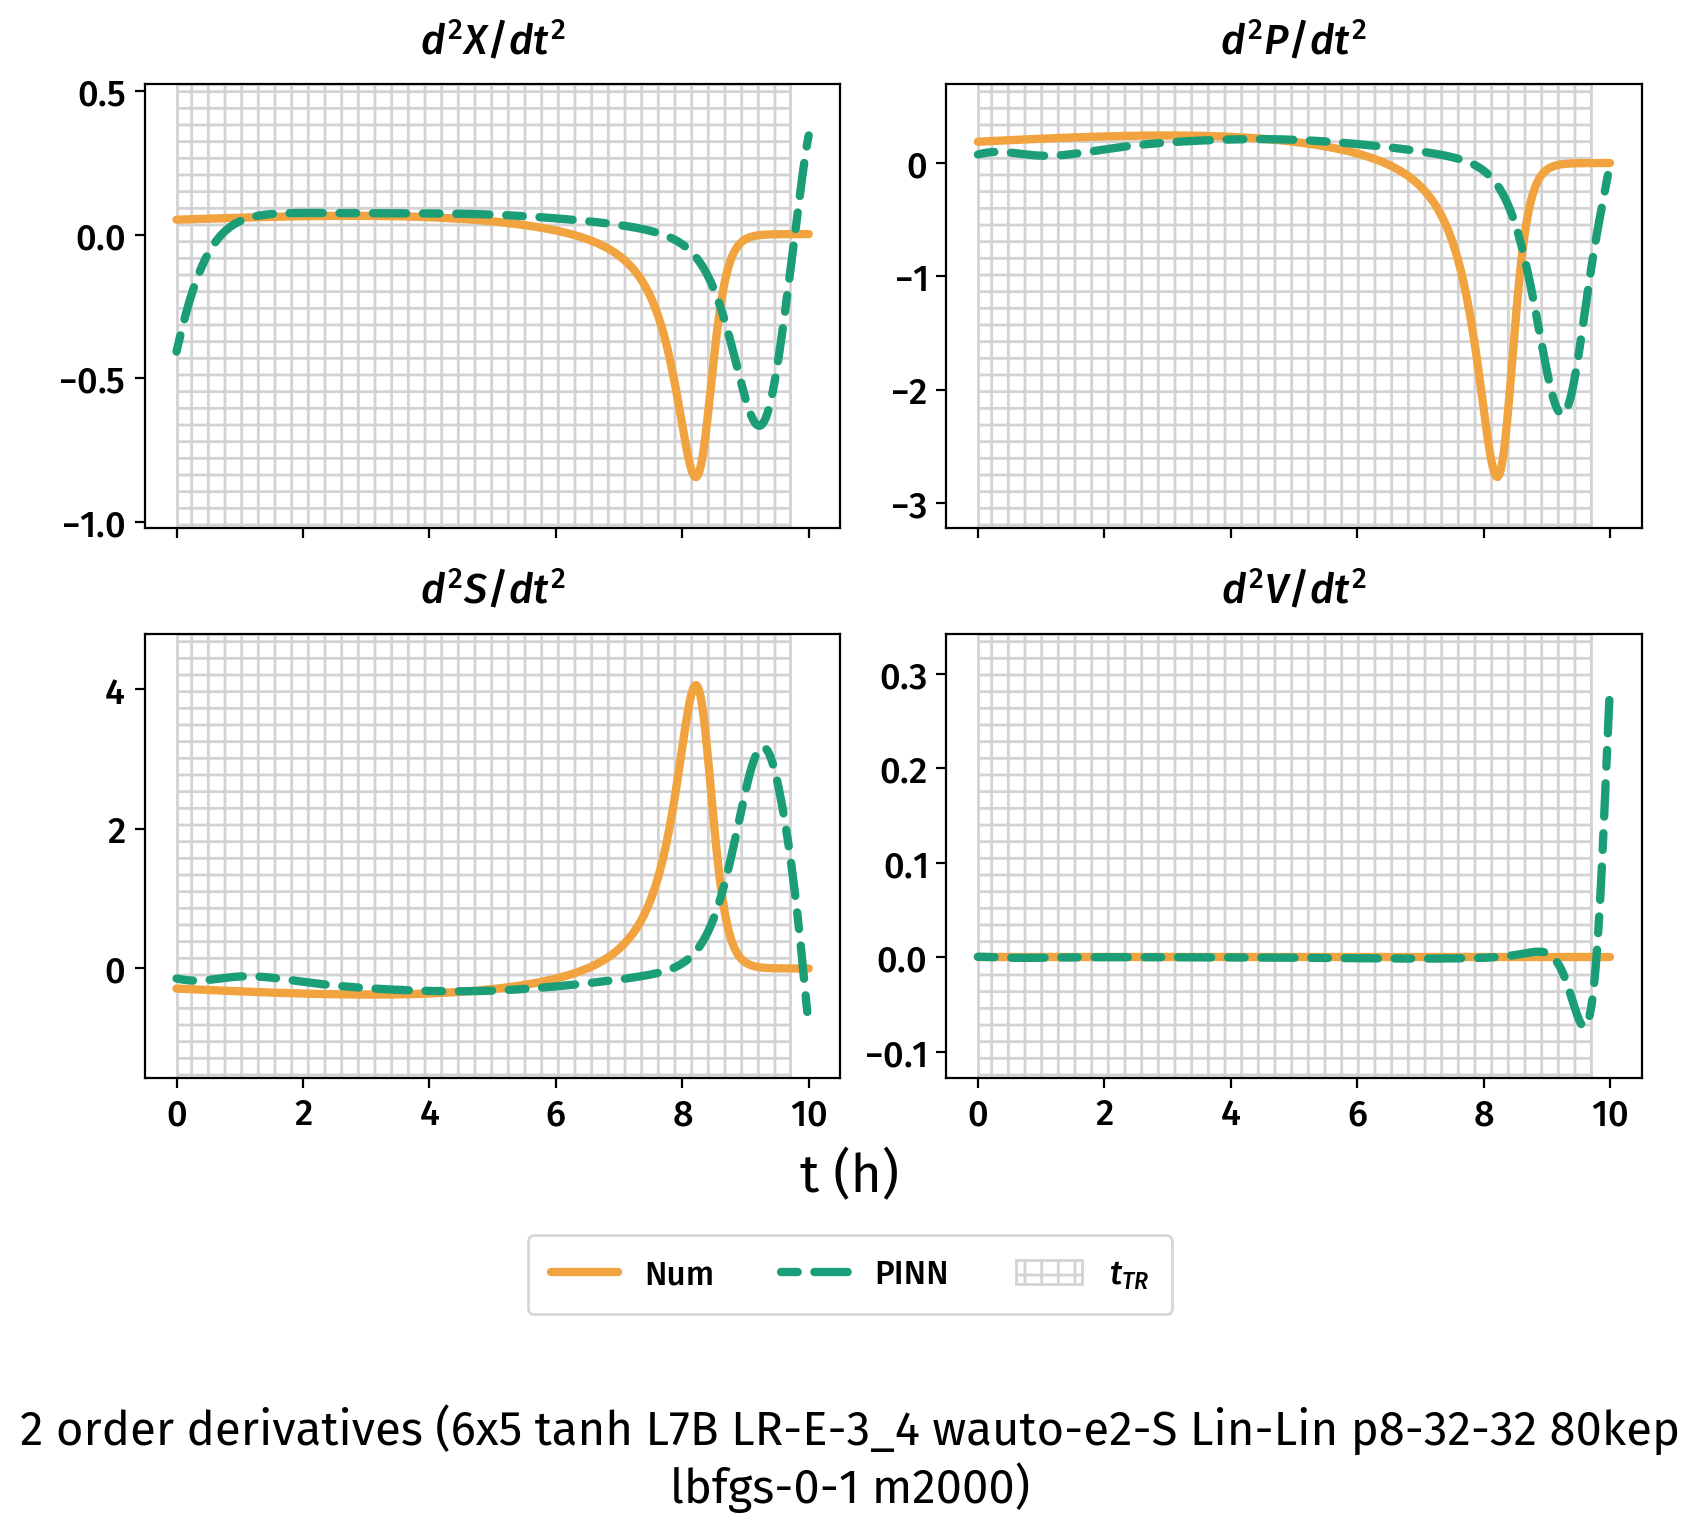 d²X/dt²
d²P/dt²
0.5
0.0
−0.5
−1.0
0
−1
−2
−3
d²S/dt²
d²V/dt²
4
2
0
0.3
0.2
0.1
0.0
−0.1
0 2 4 6 8 10
0 2 4 6 8 10
t (h)
Num PINN t_TR
2 order derivatives (6x5 tanh L7B LR-E-3_4 wauto-e2-S Lin-Lin p8-32-32 80kep
lbfgs-0-1 m2000)